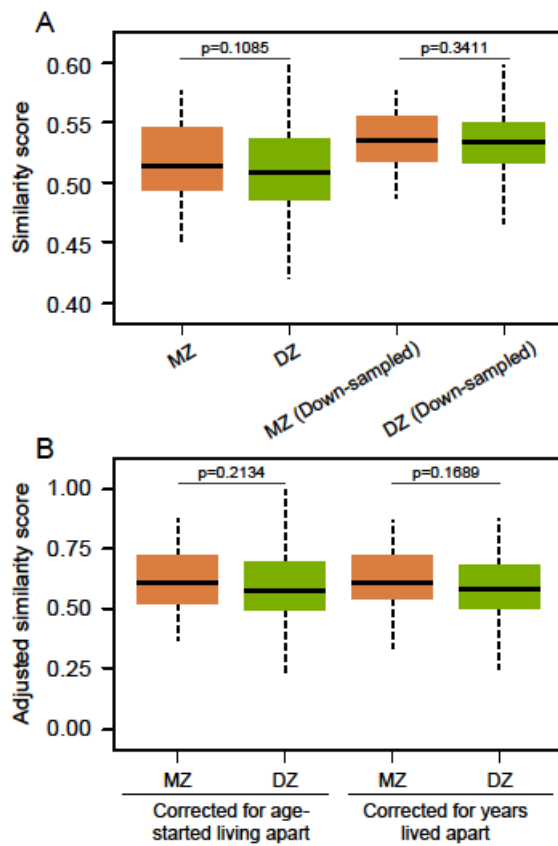 A
p=0.1085
p=0.3411
Similarity score
0.60
0.55
0.50
0.45
0.40
MZ
DZ
MZ (Down-sampled)
DZ (Down-sampled)
B
p=0.2134
p=0.1689
Adjusted similarity score
1.00
0.75
0.50
0.25
0.00
MZ
DZ
MZ
DZ
Corrected for age-
started living apart
Corrected for years
lived apart